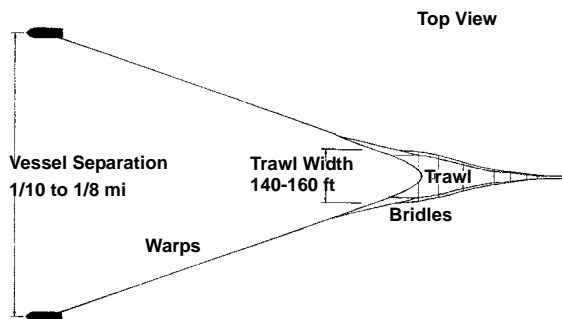 Top View
Vessel Separation
1/10 to 1/8 mi
Trawl Width
140-160 ft
Trawl
Bridles
Warps